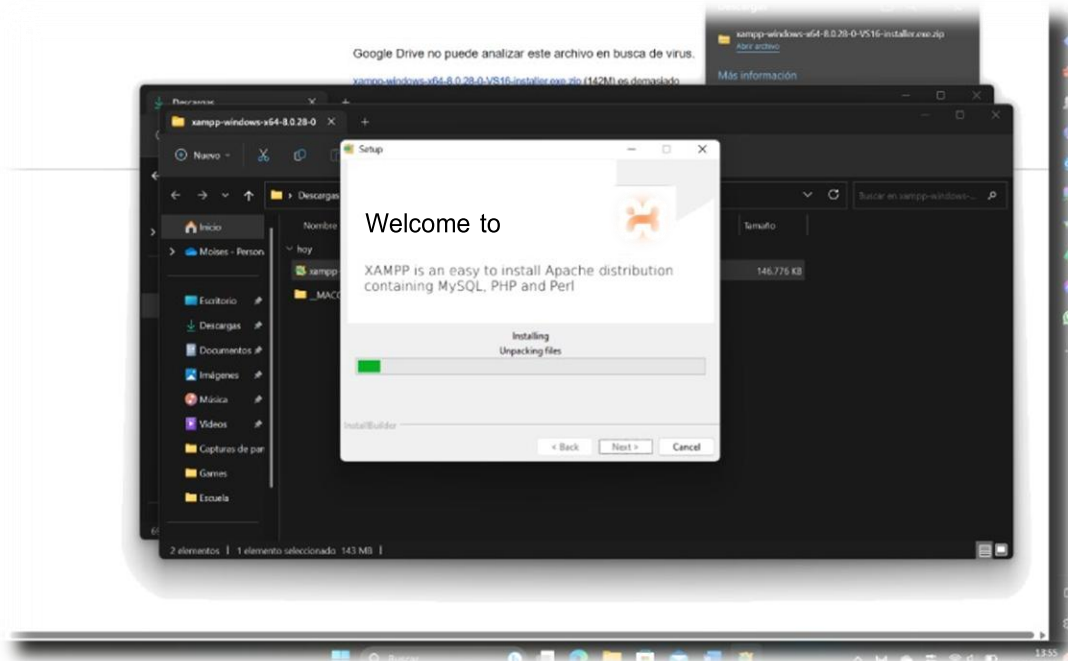 xampp-windows-x64-8.0.28-0-VS16-installer.exe.zip
Abrir archivo
Google Drive no puede analizar este archivo en busca de virus.
Más información
xampp-windows-x64-8.0.28-0-VS16-installer.exe.zip (142M) es demasiado
Descargas
xampp-windows-x64-8.0.28-0
Nuevo
Setup
Descargas
Buscar en xampp-windows-...
Inicio
Nombre
Tamaño
Welcome to
Moises - Person
hoy
xampp-
146.776 KB
XAMPP is an easy to install Apache distribution
containing MySQL, PHP and Perl
_MACO
Escritorio
Descargas
Installing
Documentos
Unpacking files
Imágenes
Música
Videos
InstallBuilder
Capturas de pan
< Back
Next >
Cancel
Games
Escuela
2 elementos
1 elemento seleccionado 143 MB
Buscar
13:55